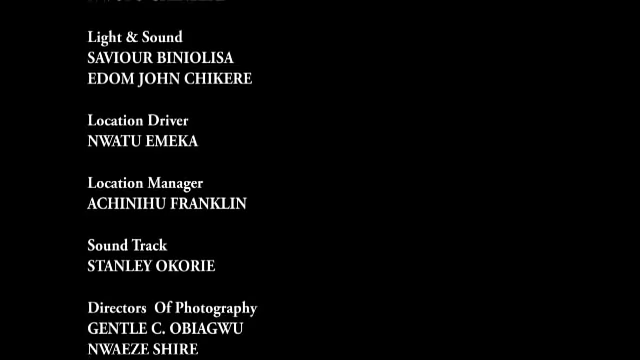 Light & Sound
SAVIOUR BINIOLISA
EDOM JOHN CHIKERE
Location Driver
NWATU EMEKA
Location Manager
ACHINIHU FRANKLIN
Sound Track
STANLEY OKORIE
Directors  Of Photography
GENTLE C. OBIAGWU
NWAEZE SHIRE